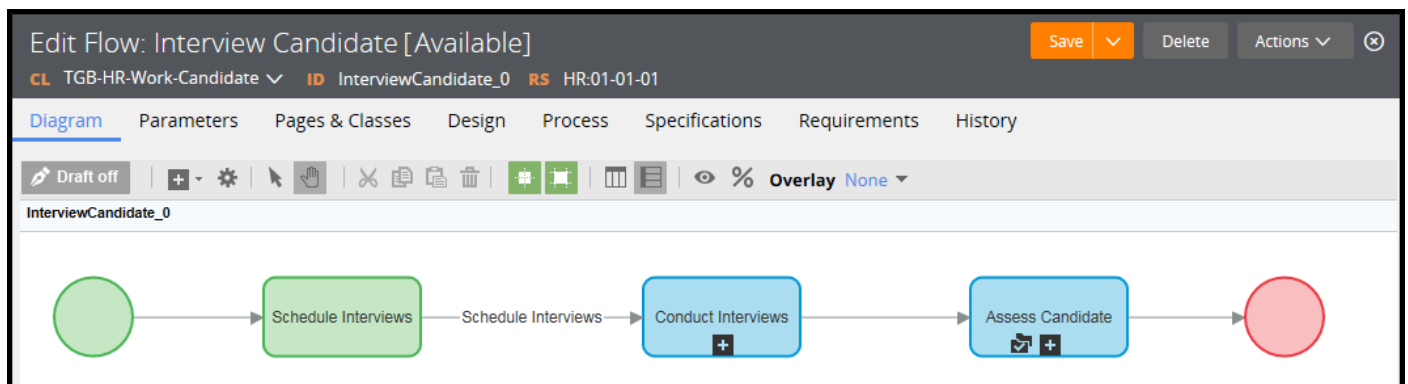 Edit Flow: Interview Candidate [Available]
Save
Delete
Actions
CL TGB-HR-Work-Candidate ID InterviewCandidate_0 RS HR:01-01-01
Diagram Parameters Pages & Classes Design Process Specifications Requirements History
Draft off
% Overlay None
InterviewCandidate_0
Schedule Interviews
Schedule Interviews
Conduct Interviews
Assess Candidate